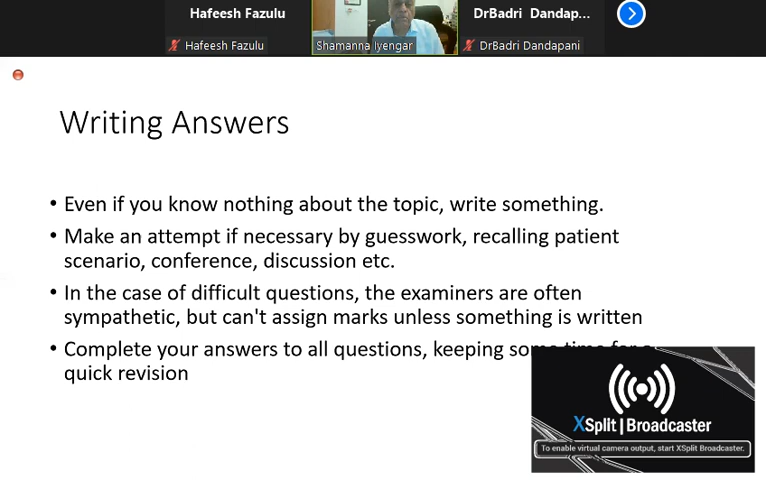 Hafeesh Fazulu
DrBadri Dandap...
Hafeesh Fazulu
Shamanna Iyengar
DrBadri Dandapani
Writing Answers
• Even if you know nothing about the topic, write something.
• Make an attempt if necessary by guesswork, recalling patient
scenario, conference, discussion etc.
• In the case of difficult questions, the examiners are often
sympathetic, but can't assign marks unless something is written
• Complete your answers to all questions, keeping some time for a
quick revision
XSplit | Broadcaster
To enable virtual camera output, start XSplit Broadcaster.